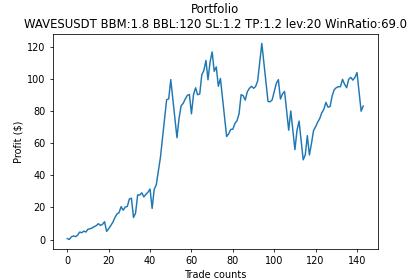 Portfolio
WAVESUSDT BBM:1.8 BBL:120 SL:1.2 TP:1.2 lev:20 WinRatio:69.0
120
100
80
60
40
20
0
Profit ($)
0 20 40 60 80 100 120 140
Trade counts